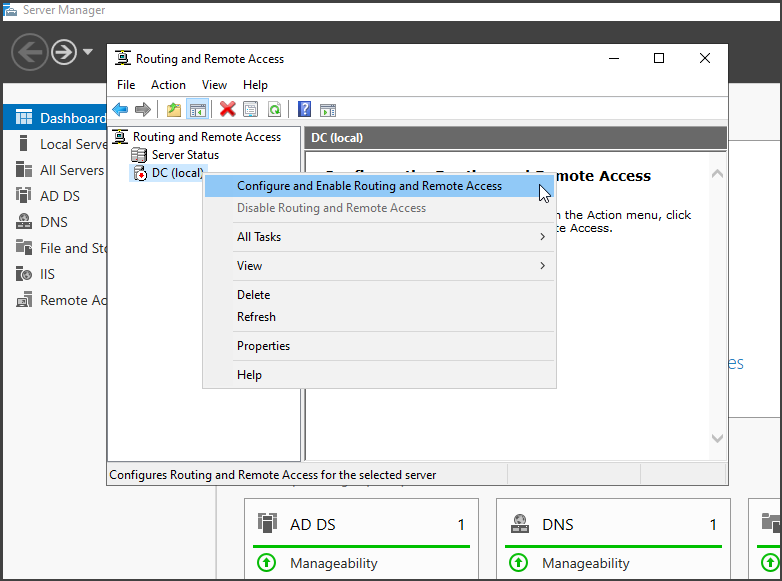 Server Manager
Routing and Remote Access
File Action View Help
Dashboard
Local Serve
All Servers
AD DS
DNS
File and Sto
IIS
Remote Ac
Routing and Remote Access
Server Status
DC (local)
DC (local)
mote Access
n the Action menu, click
te Access.
Configure and Enable Routing and Remote Access
Disable Routing and Remote Access
All Tasks
View
Delete
Refresh
Properties
Help
es
Configures Routing and Remote Access for the selected server
AD DS 1
Manageability
DNS 1
Manageability